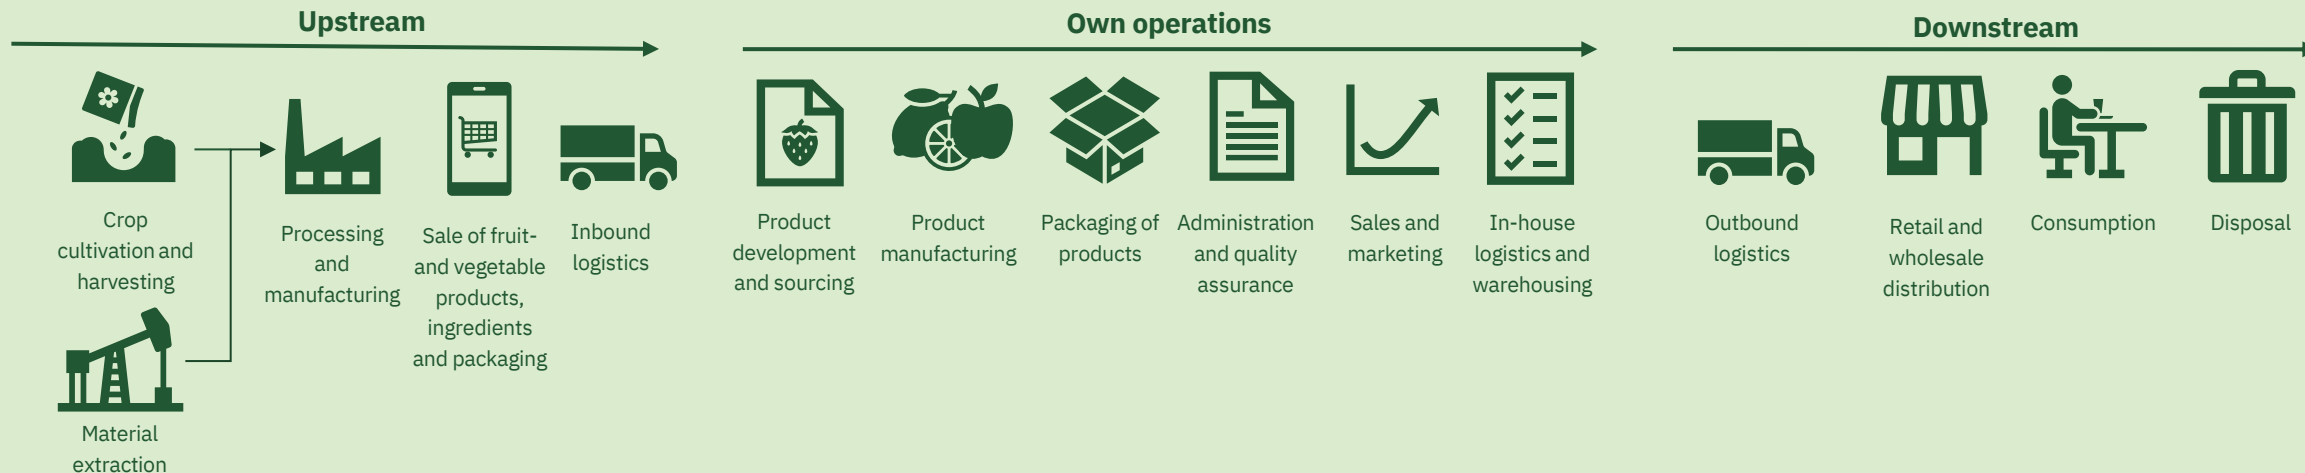 Upstream
Crop
cultivation and
harvesting
Material
extraction
Processing
and
manufacturing
Sale of fruit-
and vegetable
products,
ingredients
and packaging
Inbound
logistics
Own operations
Product
development
and sourcing
Product
manufacturing
Packaging of
products
Administration
and quality
assurance
Sales and
marketing
In-house
logistics and
warehousing
Downstream
Outbound
logistics
Retail and
wholesale
distribution
Consumption
Disposal